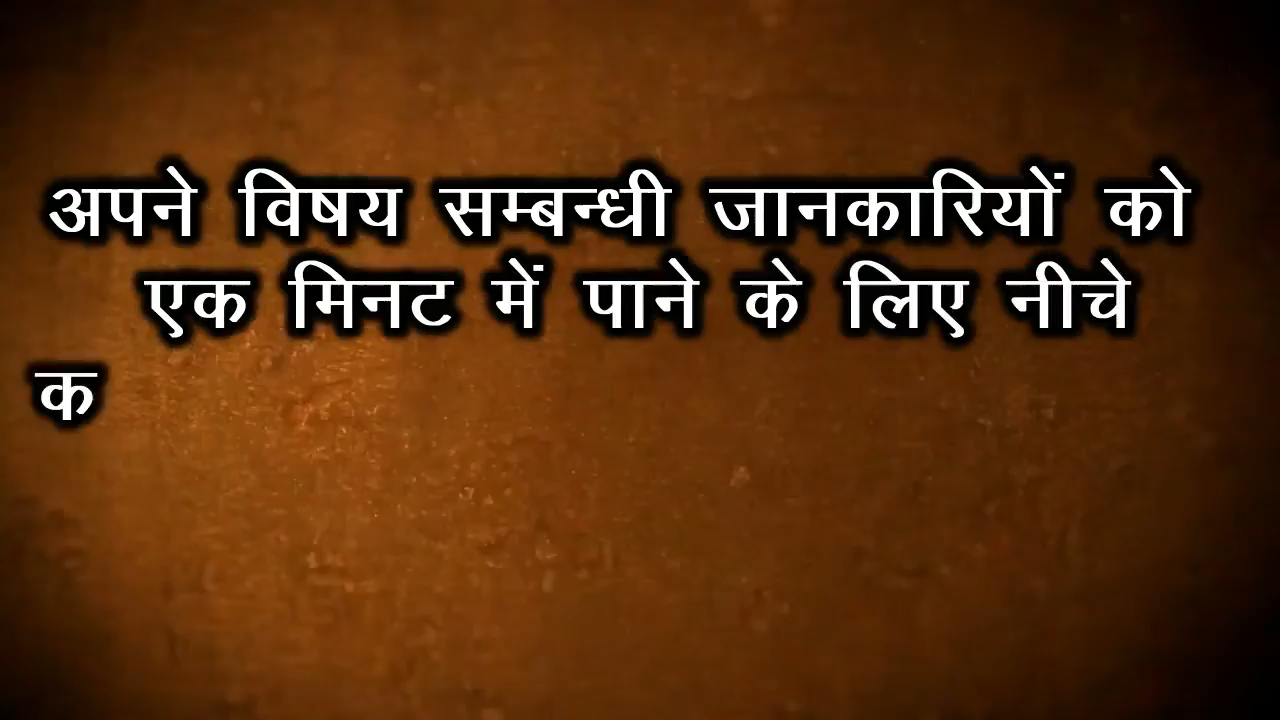 अपने विषय सम्बन्धी जानकारियों को
एक मिनट में पाने के लिए नीचे
क